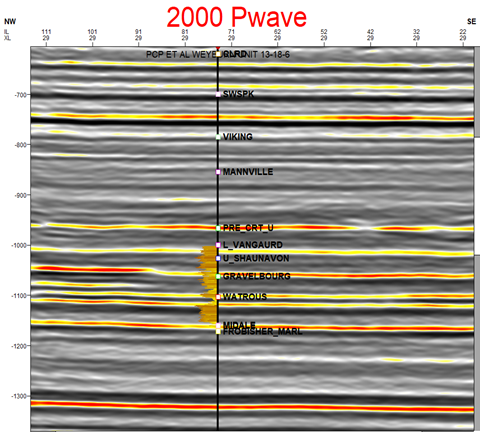 2000 Pwave
NW SE
IL 111 101 91 81 71 62 52 42 32 22
XL 29 29 29 29 29 29 29 29 29 29
PCP ET AL WEYB
UNIT 13-18-6
SWSPK
-700
VIKING
-800
MANNVILLE
-900
PRE_CRT_U
-1000
L_VANGAURD
U_SHAUNAVON
GRAVELBOURG
WATROUS
-1100
MIDALE
FROBISHER_MARL
-1200
-1300